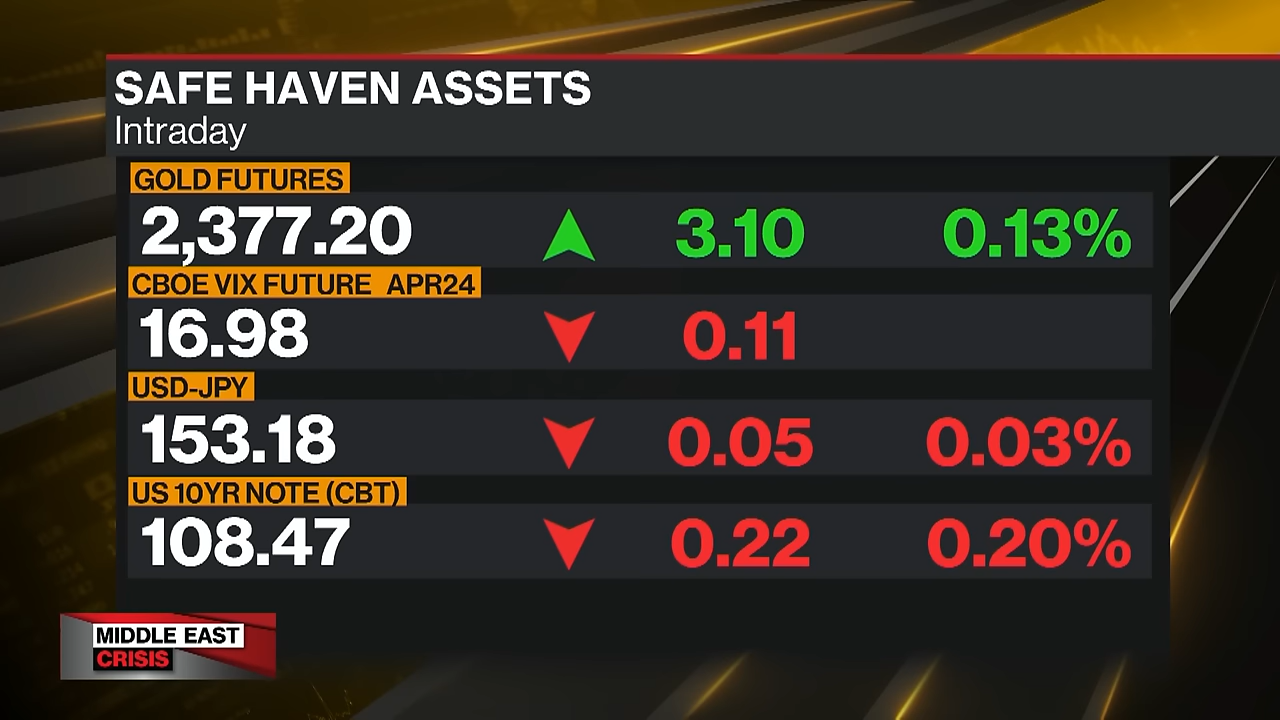 SAFE HAVEN ASSETS
Intraday
GOLD FUTURES
2,377.20 3.10 0.13%
CBOE VIX FUTURE APR24
16.98 0.11
USD-JPY
153.18 0.05 0.03%
US 10YR NOTE (CBT)
108.47 0.22 0.20%
MIDDLE EAST
CRISIS